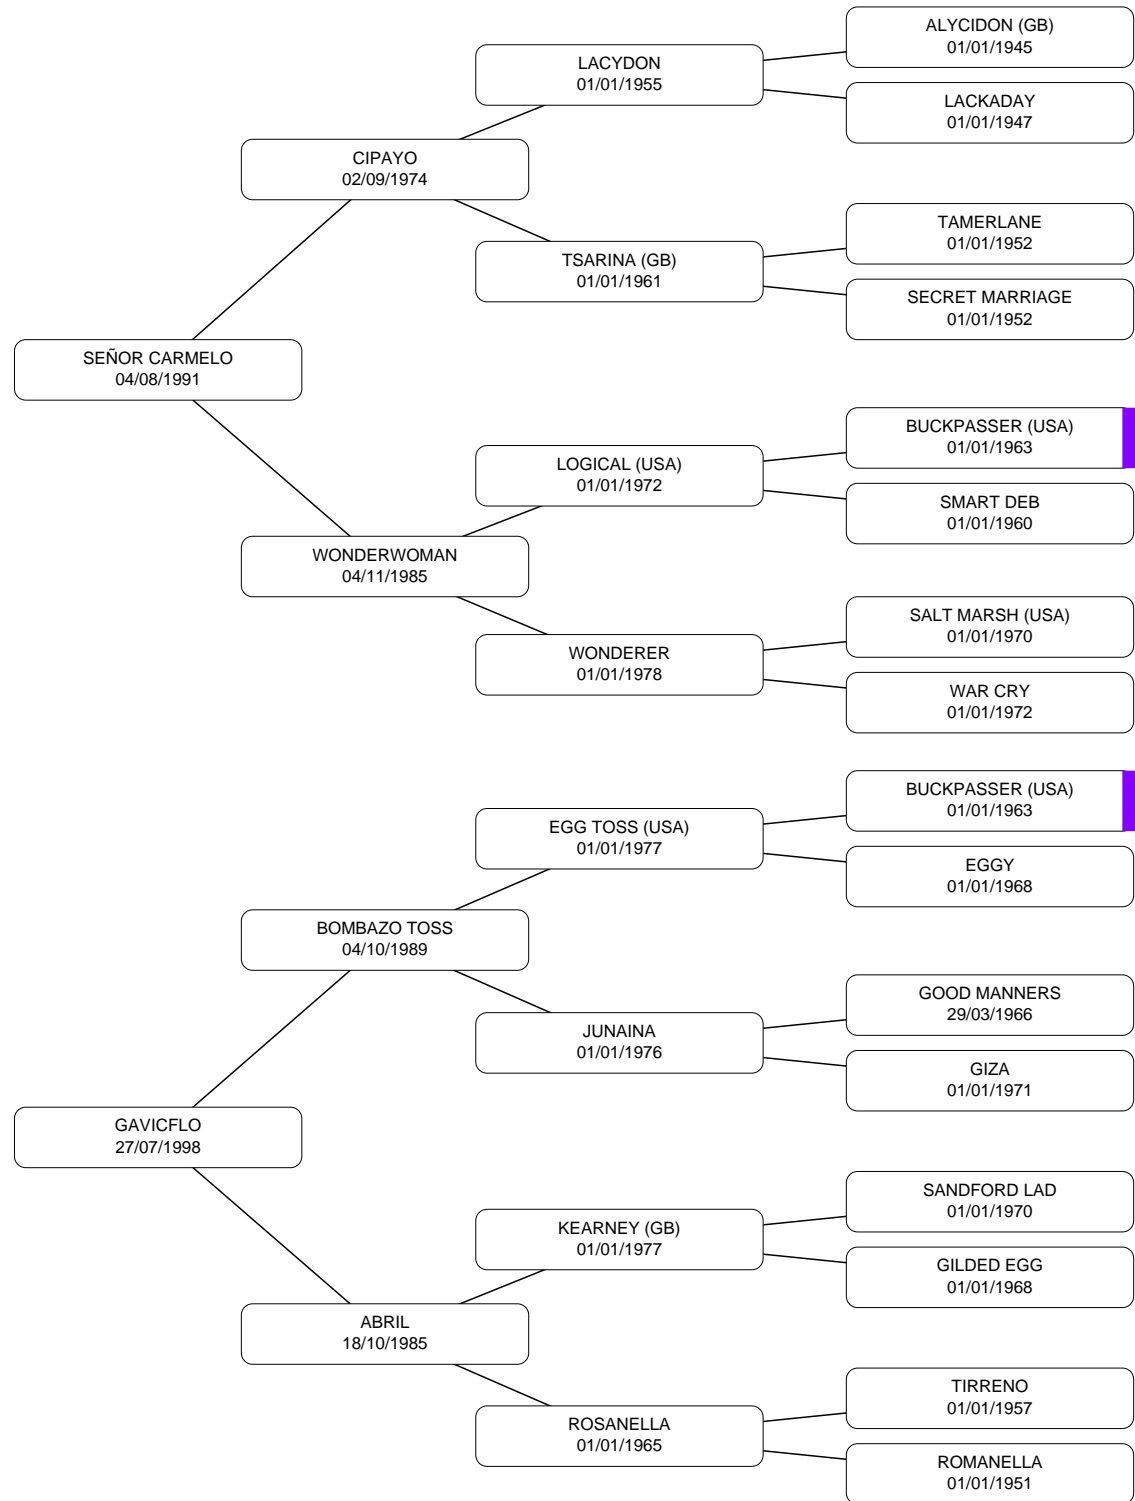 ALYCIDON (GB)
01/01/1945
LACYDON
01/01/1955
LACKADAY
01/01/1947
CIPAYO
02/09/1974
TAMERLANE
01/01/1952
TSARINA (GB)
01/01/1961
SECRET MARRIAGE
01/01/1952
SEÑOR CARMELO
04/08/1991
BUCKPASSER (USA)
01/01/1963
LOGICAL (USA)
01/01/1972
SMART DEB
01/01/1960
WONDERWOMAN
04/11/1985
SALT MARSH (USA)
01/01/1970
WONDERER
01/01/1978
WAR CRY
01/01/1972
BUCKPASSER (USA)
01/01/1963
EGG TOSS (USA)
01/01/1977
EGGY
01/01/1968
BOMBAZO TOSS
04/10/1989
GOOD MANNERS
29/03/1966
JUNAINA
01/01/1976
GIZA
01/01/1971
GAVICFLO
27/07/1998
SANDFORD LAD
01/01/1970
KEARNEY (GB)
01/01/1977
GILDED EGG
01/01/1968
ABRIL
18/10/1985
TIRRENO
01/01/1957
ROSANELLA
01/01/1965
ROMANELLA
01/01/1951